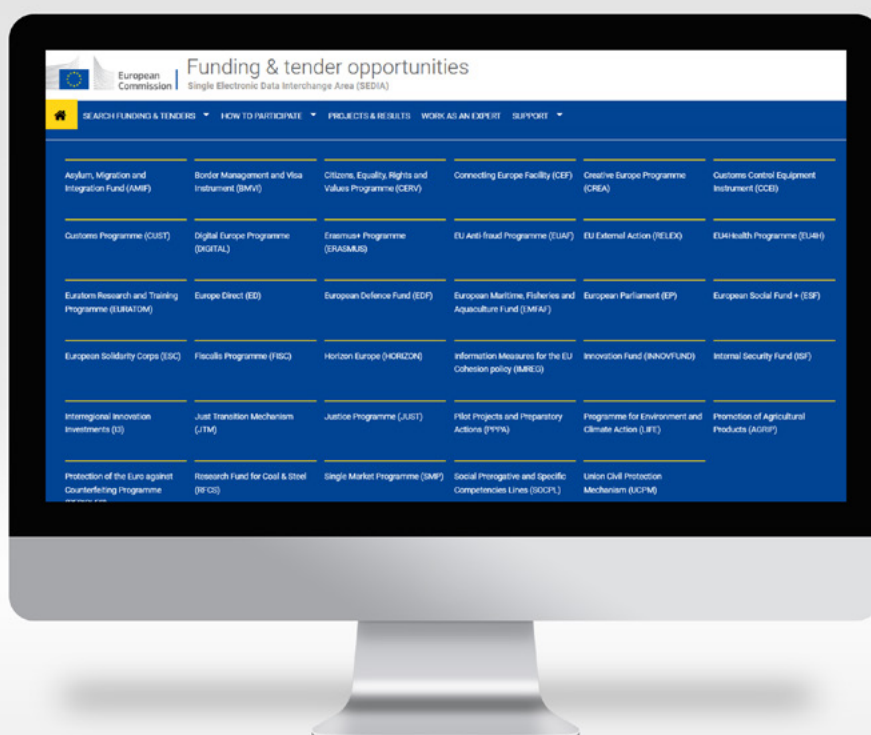 European
Commission
Funding & tender opportunities
Single Electronic Data Interchange Area (SEDIA)
SEARCH FUNDING & TENDERS HOW TO PARTICIPATE PROJECTS & RESULTS WORK AS AN EXPERT SUPPORT
Asylum, Migration and
Integration Fund (AMIF)
Border Management and Visa
Instrument (BMVI)
Citizens, Equality, Rights and
Values Programme (CERV)
Connecting Europe Facility (CEF)
Creative Europe Programme
(CREA)
Customs Control Equipment
Instrument (CCEI)
Customs Programme (CUST)
Digital Europe Programme
(DIGITAL)
Erasmus+ Programme
(ERASMUS)
EU Anti-fraud Programme (EUAF)
EU External Action (RELEX)
EU4Health Programme (EU4H)
Euratom Research and Training
Programme (EURATOM)
Europe Direct (ED)
European Defence Fund (EDF)
European Maritime, Fisheries and
Aquaculture Fund (EMFAF)
European Parliament (EP)
European Social Fund + (ESF)
European Solidarity Corps (ESC)
Fiscalis Programme (FISC)
Horizon Europe (HORIZON)
Information Measures for the EU
Cohesion policy (IMREG)
Innovation Fund (INNOVFUND)
Internal Security Fund (ISF)
Interregional Innovation
Investments (I3)
Just Transition Mechanism
(JTM)
Justice Programme (JUST)
Pilot Projects and Preparatory
Actions (PPPA)
Programme for Environment and
Climate Action (LIFE)
Promotion of Agricultural
Products (AGRIP)
Protection of the Euro against
Counterfeiting Programme
Research Fund for Coal & Steel
(RFCS)
Single Market Programme (SMP)
Social Prerogative and Specific
Competencies Lines (SOCPL)
Union Civil Protection
Mechanism (UCPM)